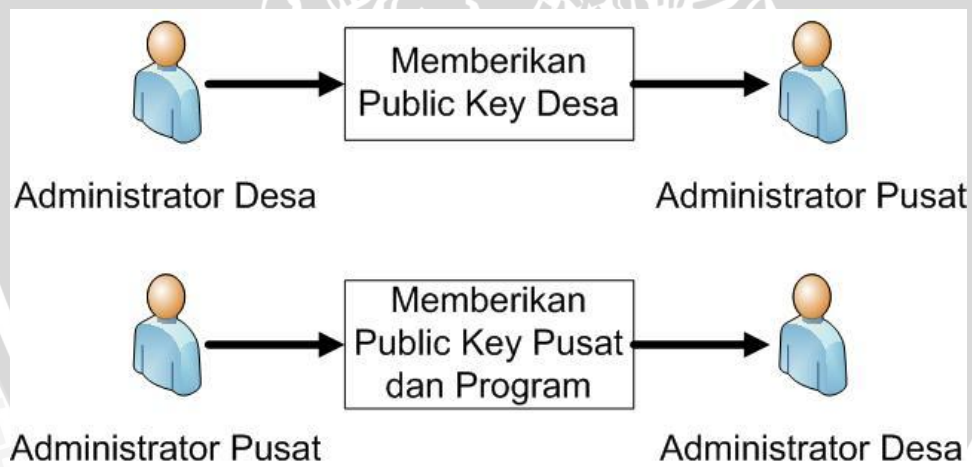 Memberikan
Public Key Desa
Administrator Desa
Administrator Pusat
Memberikan
Public Key Pusat
dan Program
Administrator Pusat
Administrator Desa